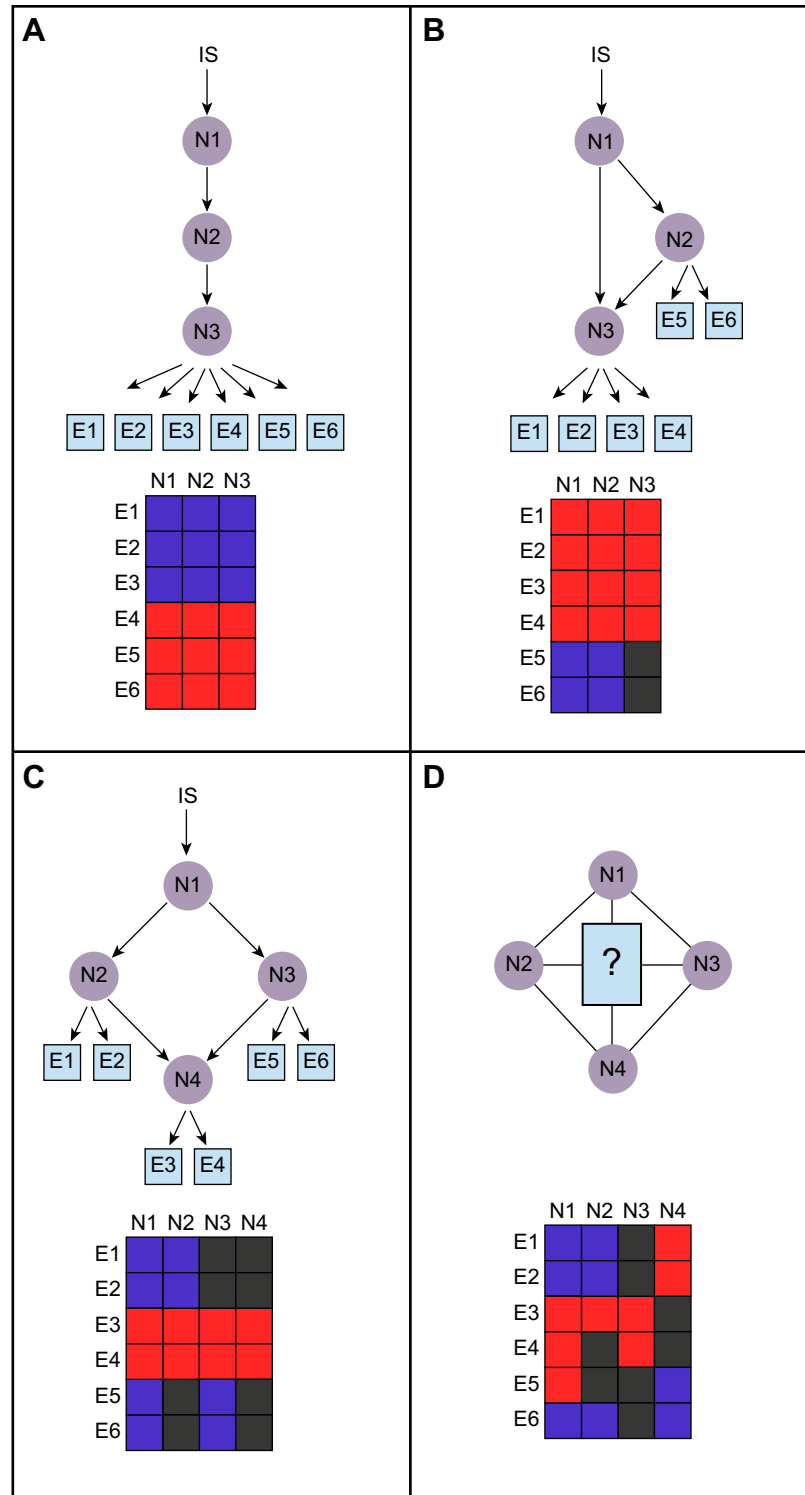 A
IS
N1
N2
N3
E1 E2 E3 E4 E5 E6
N1 N2 N3
E1
E2
E3
E4
E5
E6
B
IS
N1
N2
E5 E6
N3
E1 E2 E3 E4
N1 N2 N3
E1
E2
E3
E4
E5
E6
C
IS
N1
N2 N3
E1 E2 E5 E6
N4
E3 E4
N1 N2 N3 N4
E1
E2
E3
E4
E5
E6
D
N1
N2 ? N3
N4
N1 N2 N3 N4
E1
E2
E3
E4
E5
E6